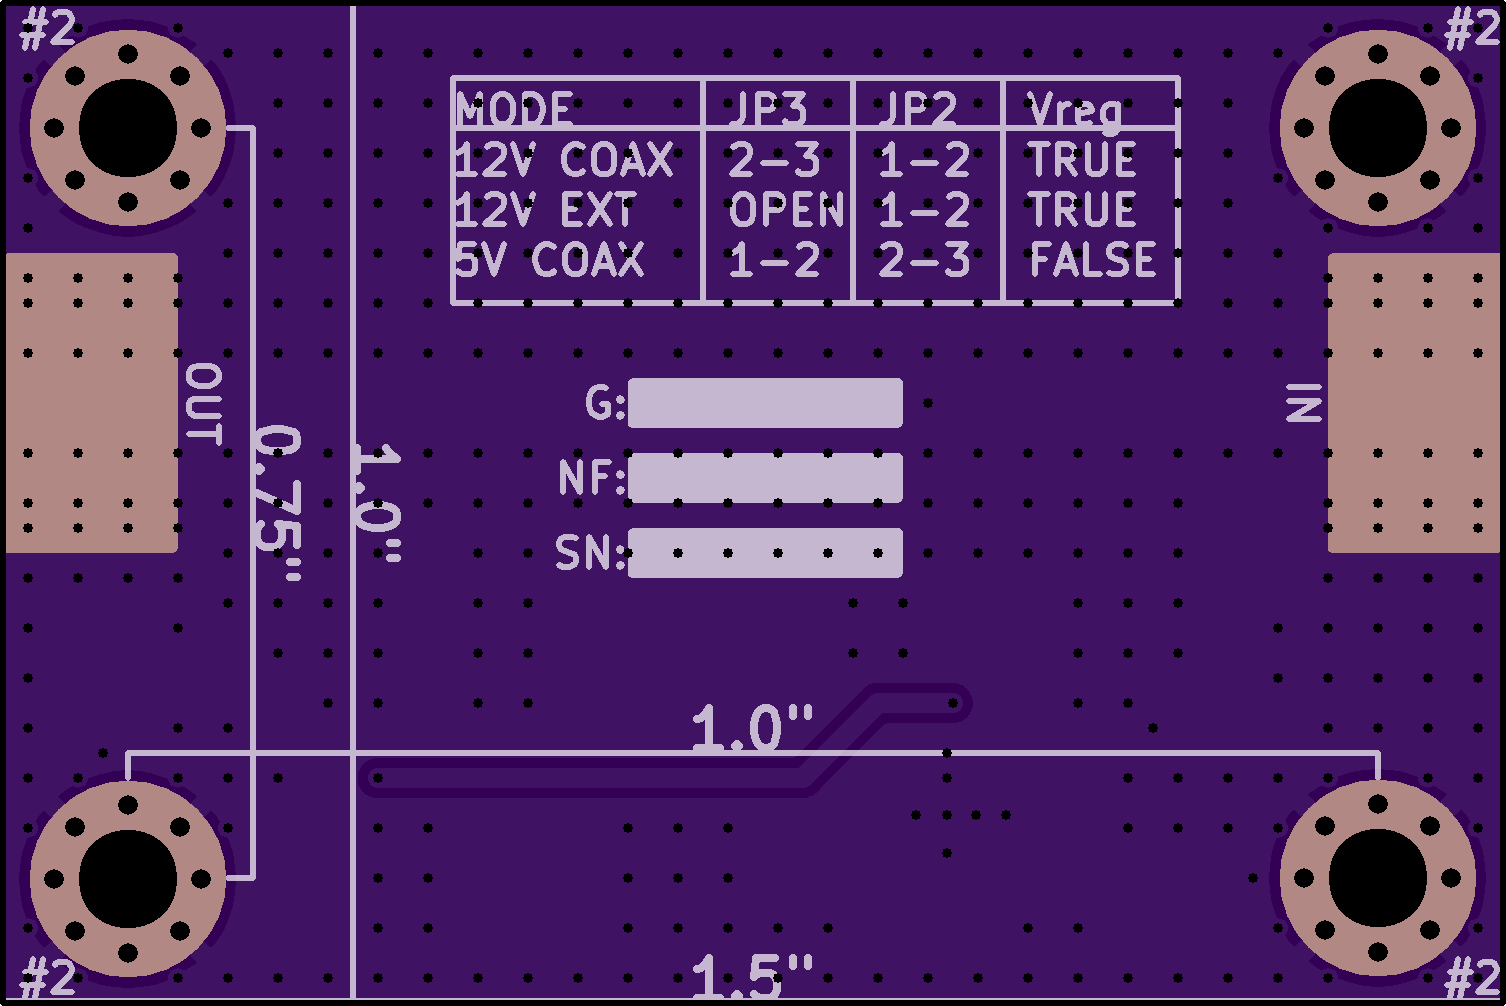 #2 #2
MODE JP3 JP2 Vreg
12V COAX 2-3 1-2 TRUE
12V EXT OPEN 1-2 TRUE
5V COAX 1-2 2-3 FALSE
OUT
IN
G:
0.75"
1.0"
NF:
SN:
1.0"
1.5"
#2 #2